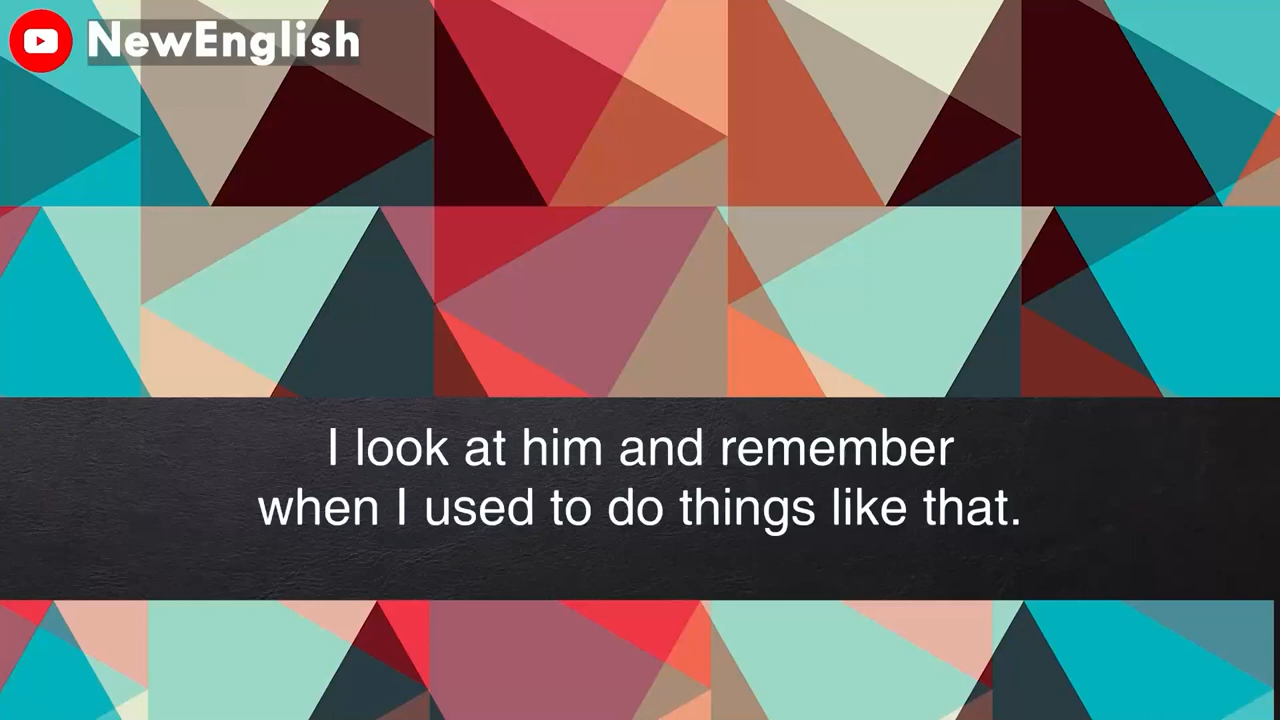 NewEnglish
I look at him and remember
when I used to do things like that.